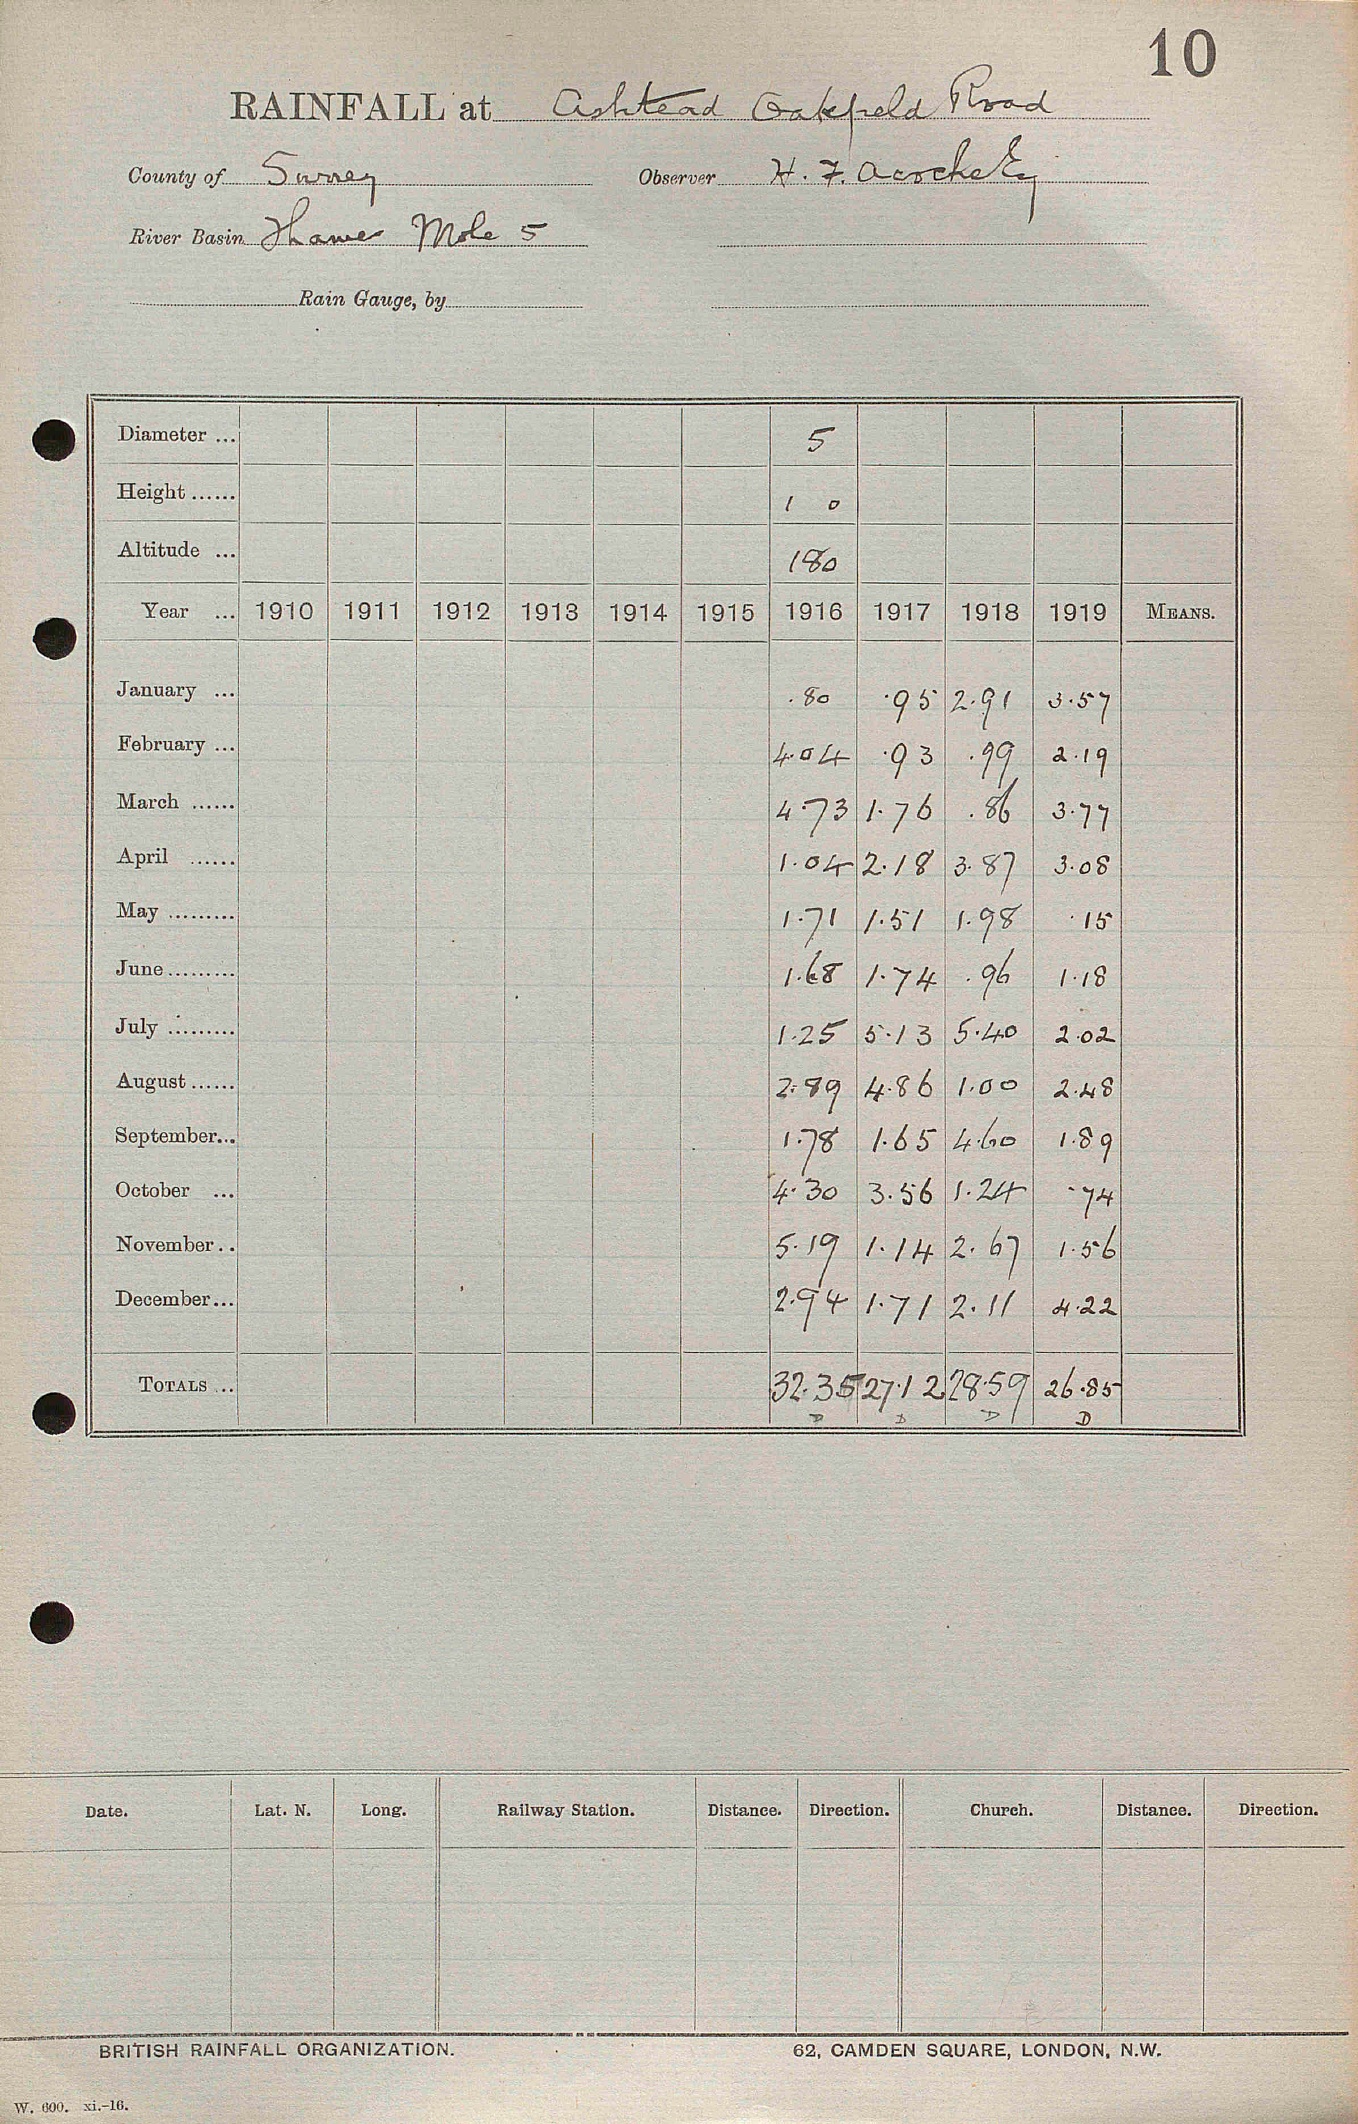 10
RAINFALL at Ashtead Oakfield Road
County of Surrey Observer H. F.
River Basin Thames Mole 5
Rain Gauge, by
Diameter ... 5
Height ...... 1 0
Altitude ... 180
Year ... 1910 1911 1912 1913 1914 1915 1916 1917 1918 1919 MEANS.
January ... .80 .95 2.91 3.57
February ... 4.04 .93 .99 2.19
March ...... 4.73 1.76 .86 3.77
April ...... 1.04 2.18 3.87 3.08
May ......... 1.71 1.51 1.98 .15
June ......... 1.68 1.74 .96 1.18
July ......... 1.25 5.13 5.40 2.02
August ...... 2.89 4.86 1.00 2.48
September... 1.78 1.65 4.60 1.89
October ... 4.30 3.56 1.24 .74
November.. 5.19 1.14 2.67 1.56
December... 2.94 1.71 2.11 4.22
TOTALS ... 32.35 27.12 28.59 26.85
D D D D
Date. Lat. N. Long. Railway Station. Distance. Direction. Church. Distance. Direction.
BRITISH RAINFALL ORGANIZATION. 62, CAMDEN SQUARE, LONDON, N.W.
W. 600. xi.-16.